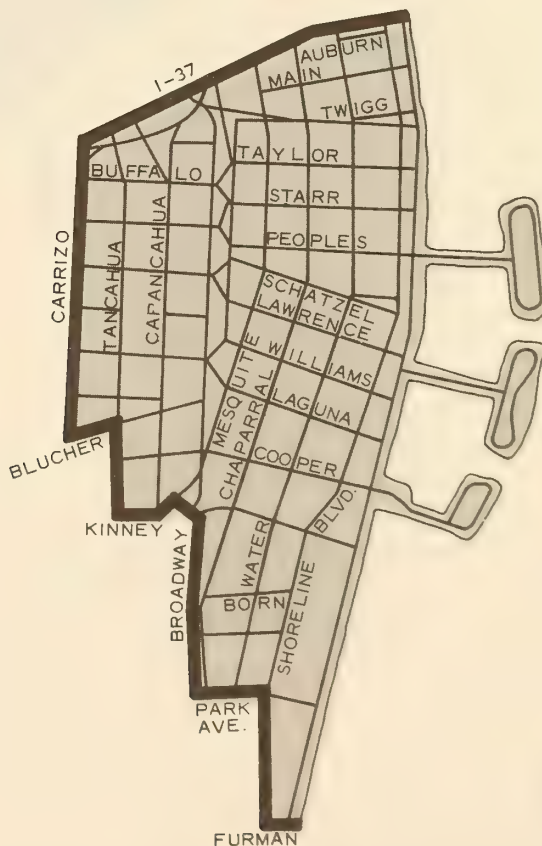 I-37
AUBURN
MAIN
TWIGG
TAYLOR
BUFFALO
STARR
PEOPLES
CARRIZO
TANCAHUA
CAPANCAHUA
SCHATZEL
LAWRENCE
WILLIAMS
MESQUITE
CHAPARRAL
LAGUNA
BLUCHER
COOPER
KINNEY
BLVD.
WATER
BROADWAY
BORN
SHORELINE
PARK
AVE.
FURMAN